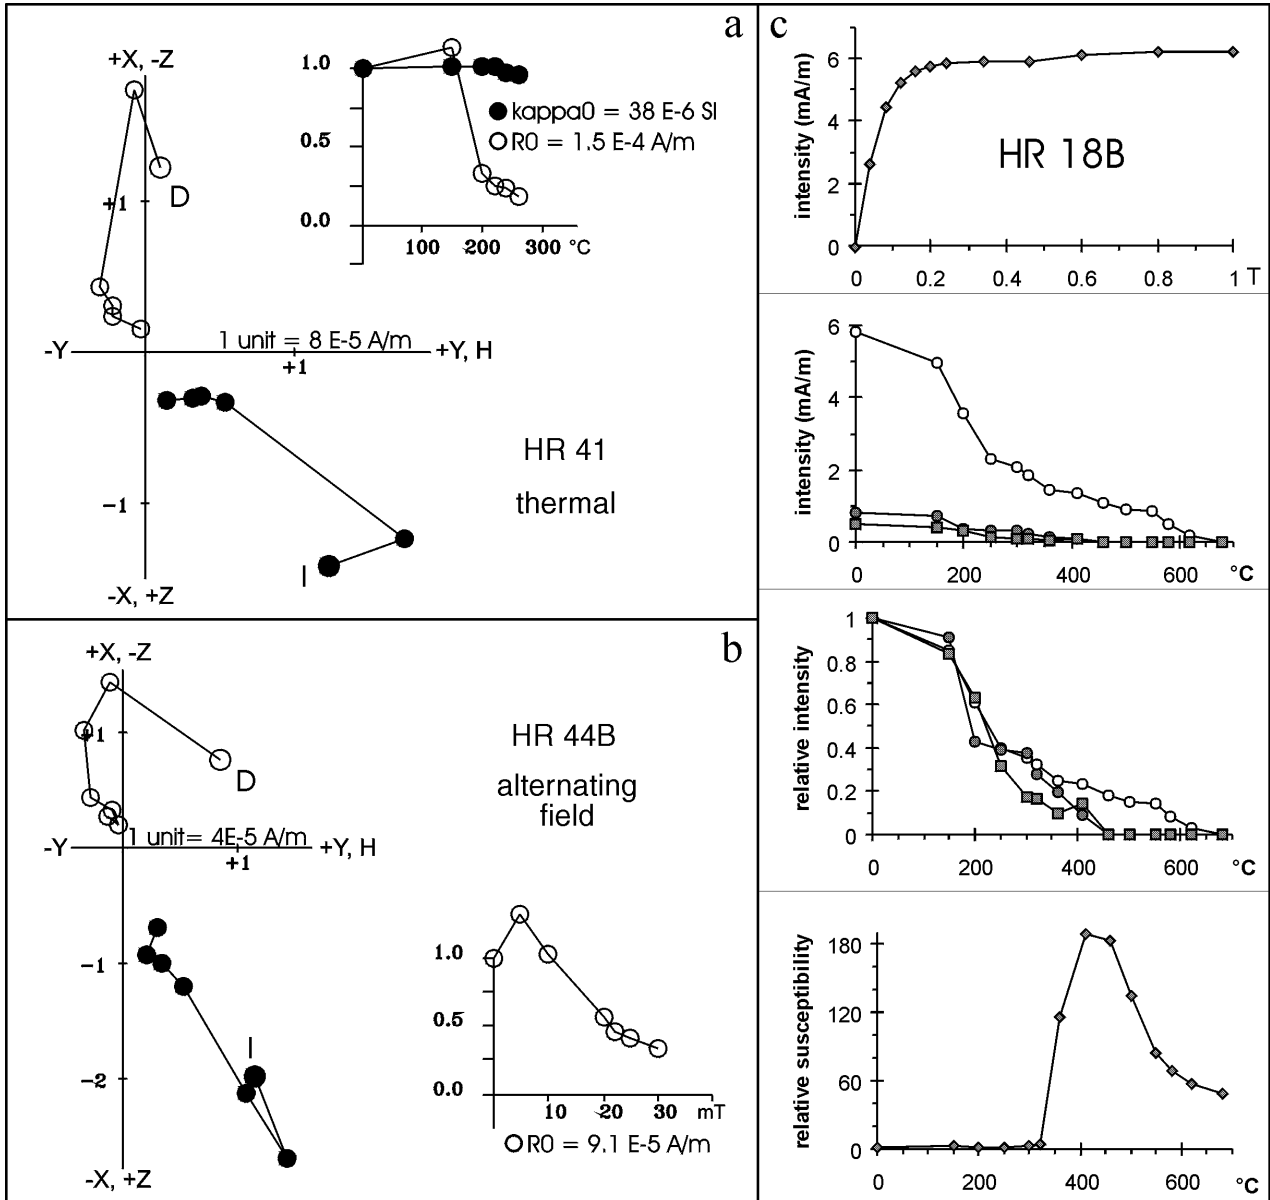 a
+X, -Z
D
+1
1 unit = 8 E-5 A/m
-Y
+Y, H
+1
-1
I
-X, +Z
HR 41
thermal
1.0
0.5
0.0
100 200 300 °C
kappa0 = 38 E-6 SI
R0 = 1.5 E-4 A/m
b
+X, -Z
+1
D
1 unit= 4E-5 A/m
-Y
+Y, H
+1
-1
I
-2
-X, +Z
HR 44B
alternating
field
1.0
0.5
0.0
10 20 30 mT
R0 = 9.1 E-5 A/m
c
intensity (mA/m)
6
4
2
0
HR 18B
0 0.2 0.4 0.6 0.8 1 T
intensity (mA/m)
6
4
2
0
0 200 400 600 °C
relative intensity
1
0.8
0.6
0.4
0.2
0
0 200 400 600 °C
relative susceptibility
180
120
60
0
0 200 400 600 °C